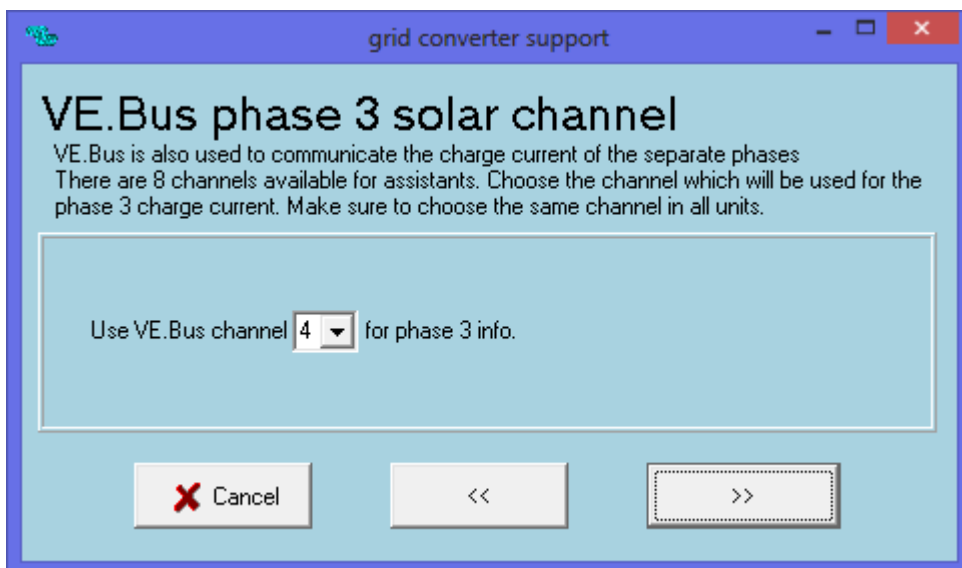 grid converter support
VE.Bus phase 3 solar channel
VE.Bus is also used to communicate the charge current of the separate phases
There are 8 channels available for assistants. Choose the channel which will be used for the
phase 3 charge current. Make sure to choose the same channel in all units.
Use VE.Bus channel 4 for phase 3 info.
Cancel << >>